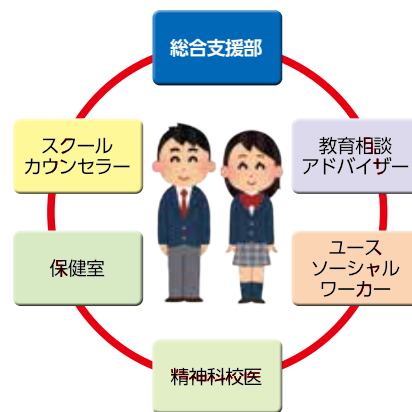 総合支援部
スクール
カウンセラー
教育相談
アドバイザー
保健室
ユース
ソーシャル
ワーカー
精神科校医